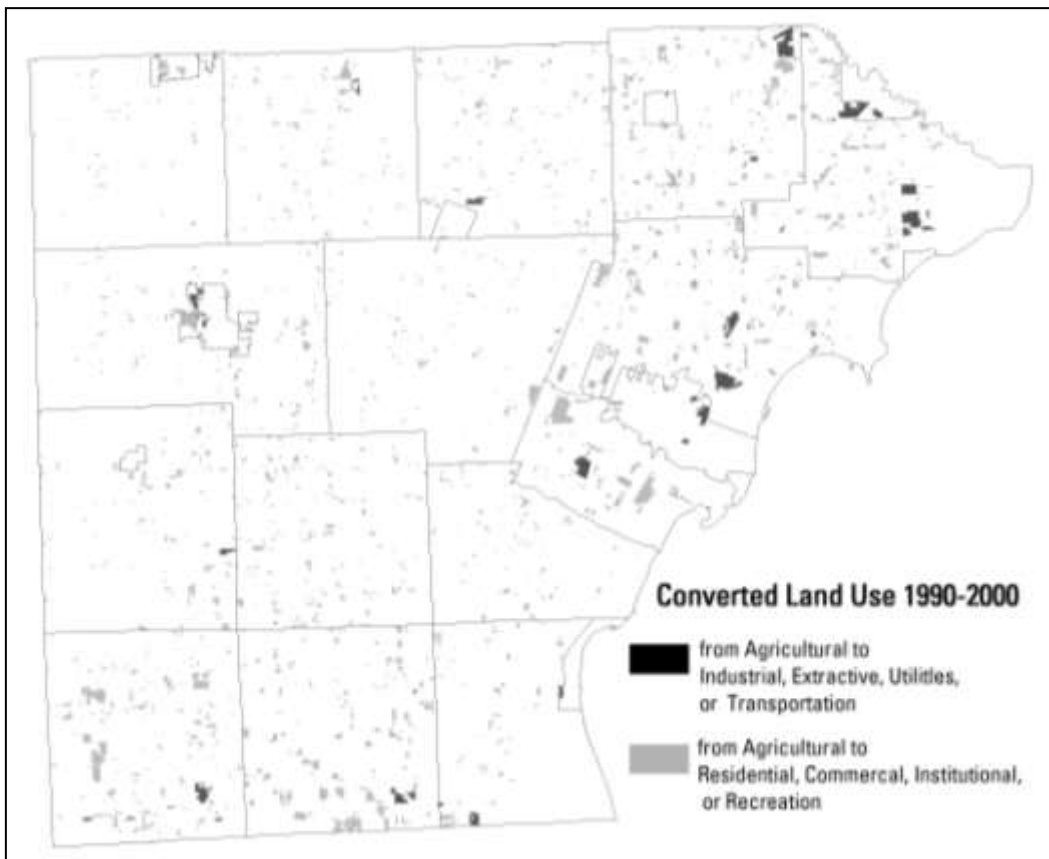 Converted Land Use 1990-2000
from Agricultural to
Industrial, Extractive, Utilitles,
or Transportation
from Agricultural to
Residential, Commercal, Institutional,
or Recreation